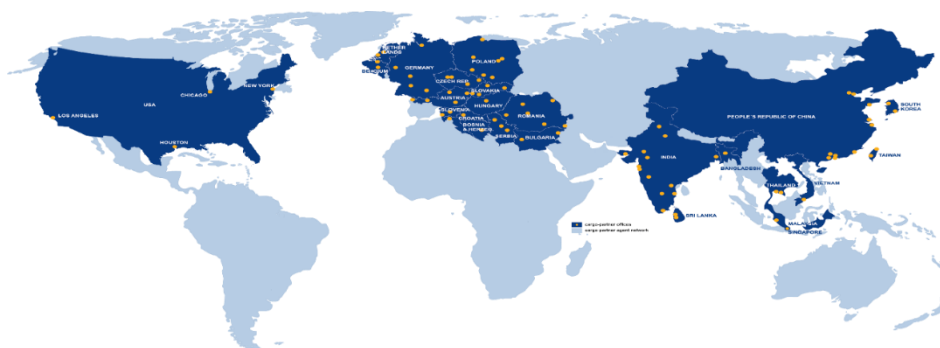 NETHER
LANDS
BELGIUM
GERMANY
POLAND
CZECH REP.
SLOVAKIA
AUSTRIA
HUNGARY
SLOVENIA
CROATIA
ROMANIA
BOSNIA
& HERZEG.
SERBIA
BULGARIA
NEW YORK
CHICAGO
USA
LOS ANGELES
HOUSTON
PEOPLE'S REPUBLIC OF CHINA
SOUTH
KOREA
TAIWAN
INDIA
BANGLADESH
THAILAND
VIETNAM
SRI LANKA
MALAYSIA
SINGAPORE
cargo-partner offices
cargo-partner agent network